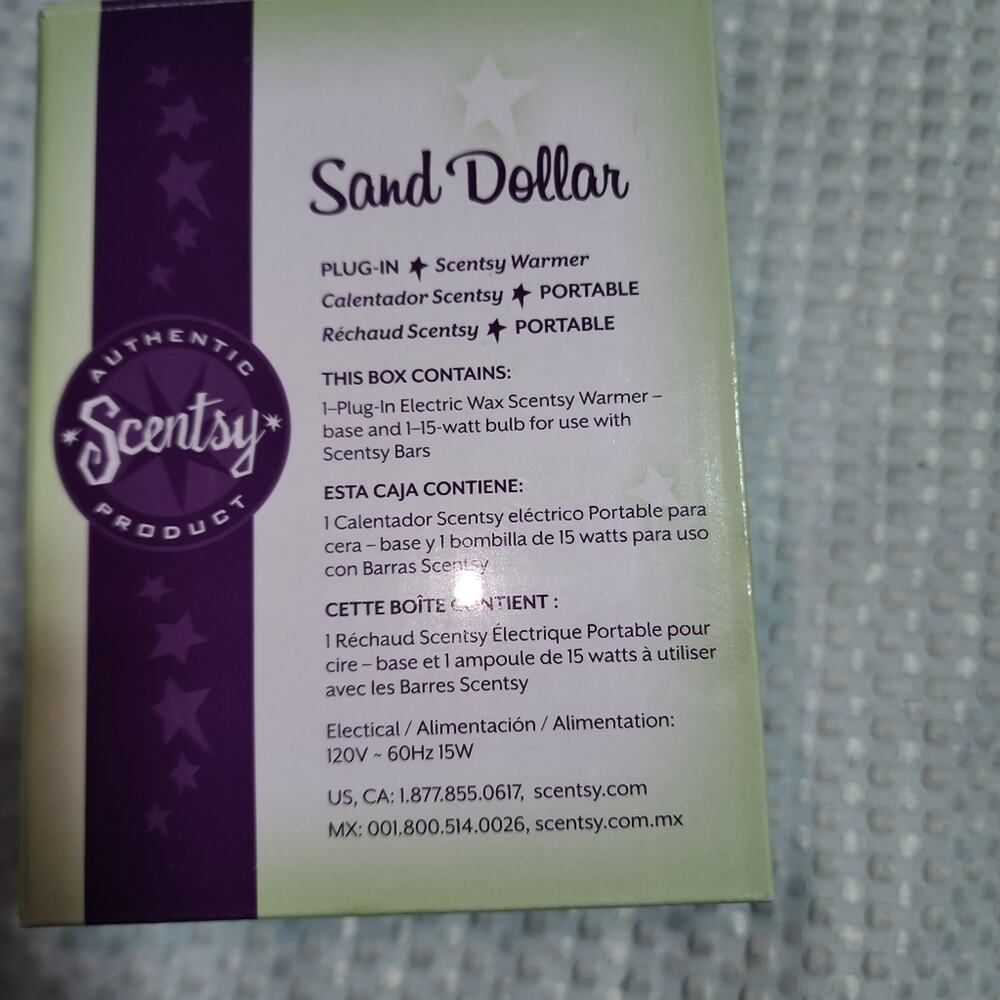 AUTHENTIC
Scentsy
PRODUCT
Sand Dollar
PLUG-IN ★ Scentsy Warmer
Calentador Scentsy ★ PORTABLE
Réchaud Scentsy ★ PORTABLE
THIS BOX CONTAINS:
1–Plug-In Electric Wax Scentsy Warmer –
base and 1–15-watt bulb for use with
Scentsy Bars
ESTA CAJA CONTIENE:
1 Calentador Scentsy eléctrico Portable para
cera – base y 1 bombilla de 15 watts para uso
con Barras Scentsy
CETTE BOÎTE CONTIENT :
1 Réchaud Scentsy Électrique Portable pour
cire – base et 1 ampoule de 15 watts à utiliser
avec les Barres Scentsy
Electical / Alimentación / Alimentation:
120V ~ 60Hz 15W
US, CA: 1.877.855.0617, scentsy.com
MX: 001.800.514.0026, scentsy.com.mx